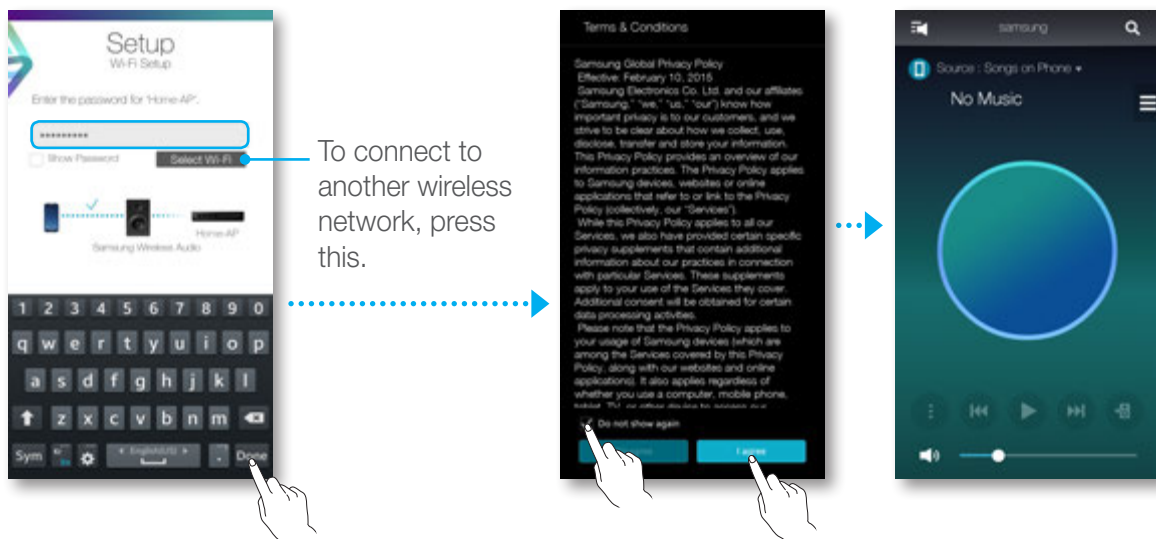 Setup
Wi-Fi Setup
Enter the password for 'Home-AP'.
*********
Show Password
Select Wi-Fi
Home-AP
Samsung Wireless Audio
1 2 3 4 5 6 7 8 9 0
q w e r t y u i o p
a s d f g h j k l
z x c v b n m
Sym
English(US)
.
Done
To connect to
another wireless
network, press
this.
Terms & Conditions
Samsung Global Privacy Policy
Effective: February 10, 2015
Samsung Electronics Co. Ltd. and our affiliates
("Samsung," "we," "us," "our") know how
important privacy is to our customers, and we
strive to be clear about how we collect, use,
disclose, transfer and store your information.
This Privacy Policy provides an overview of our
information practices. The Privacy Policy applies
to Samsung devices, websites or online
applications that refer to or link to the Privacy
Policy (collectively, our "Services").
While this Privacy Policy applies to all our
Services, we also have provided certain specific
privacy supplements that contain additional
information about our practices in connection
with particular Services. These supplements
apply to your use of the Services they cover.
Additional consent will be obtained for certain
data processing activities.
Please note that the Privacy Policy applies to
your usage of Samsung devices (which are
among the Services covered by this Privacy
Policy, along with our websites and online
applications). It also applies regardless of
whether you use a computer, mobile phone,
tablet, TV, or other device to access our
Do not show again
I agree
samsung
Source : Songs on Phone
No Music